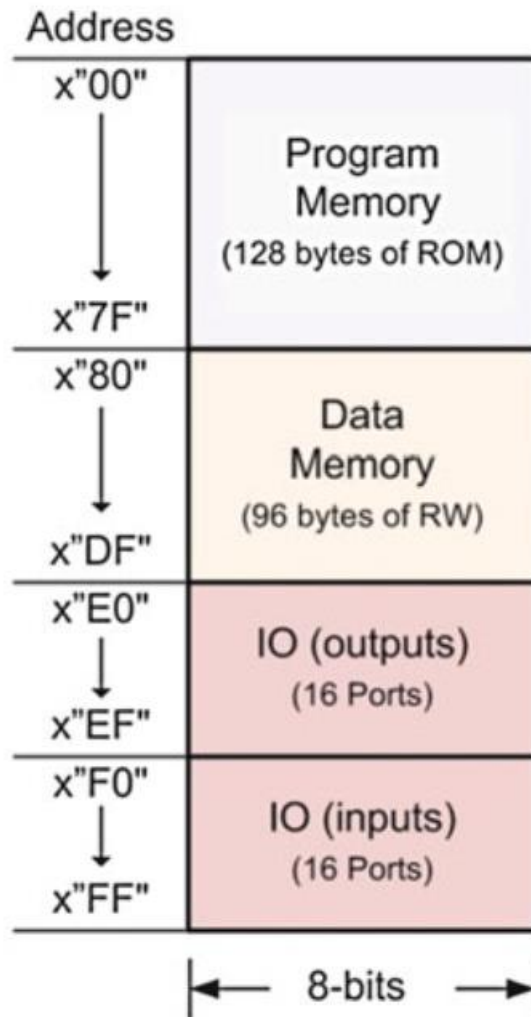 Address
x"00"
Program
Memory
(128 bytes of ROM)
x"7F"
x"80"
Data
Memory
(96 bytes of RW)
x"DF"
x"E0"
IO (outputs)
(16 Ports)
x"EF"
x"F0"
IO (inputs)
(16 Ports)
x"FF"
8-bits